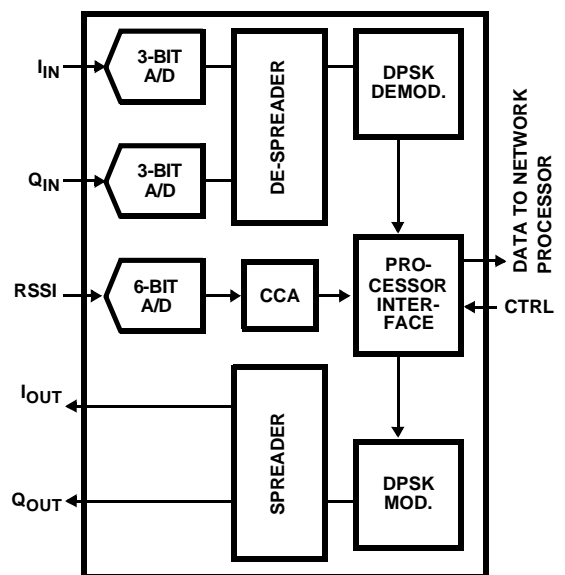 I_IN
3-BIT
A/D
DE-SPREADER
DPSK
DEMOD.
Q_IN
3-BIT
A/D
DATA TO NETWORK
PROCESSOR
RSSI
6-BIT
A/D
CCA
PRO-
CESSOR
INTER-
FACE
CTRL
I_OUT
SPREADER
Q_OUT
DPSK
MOD.